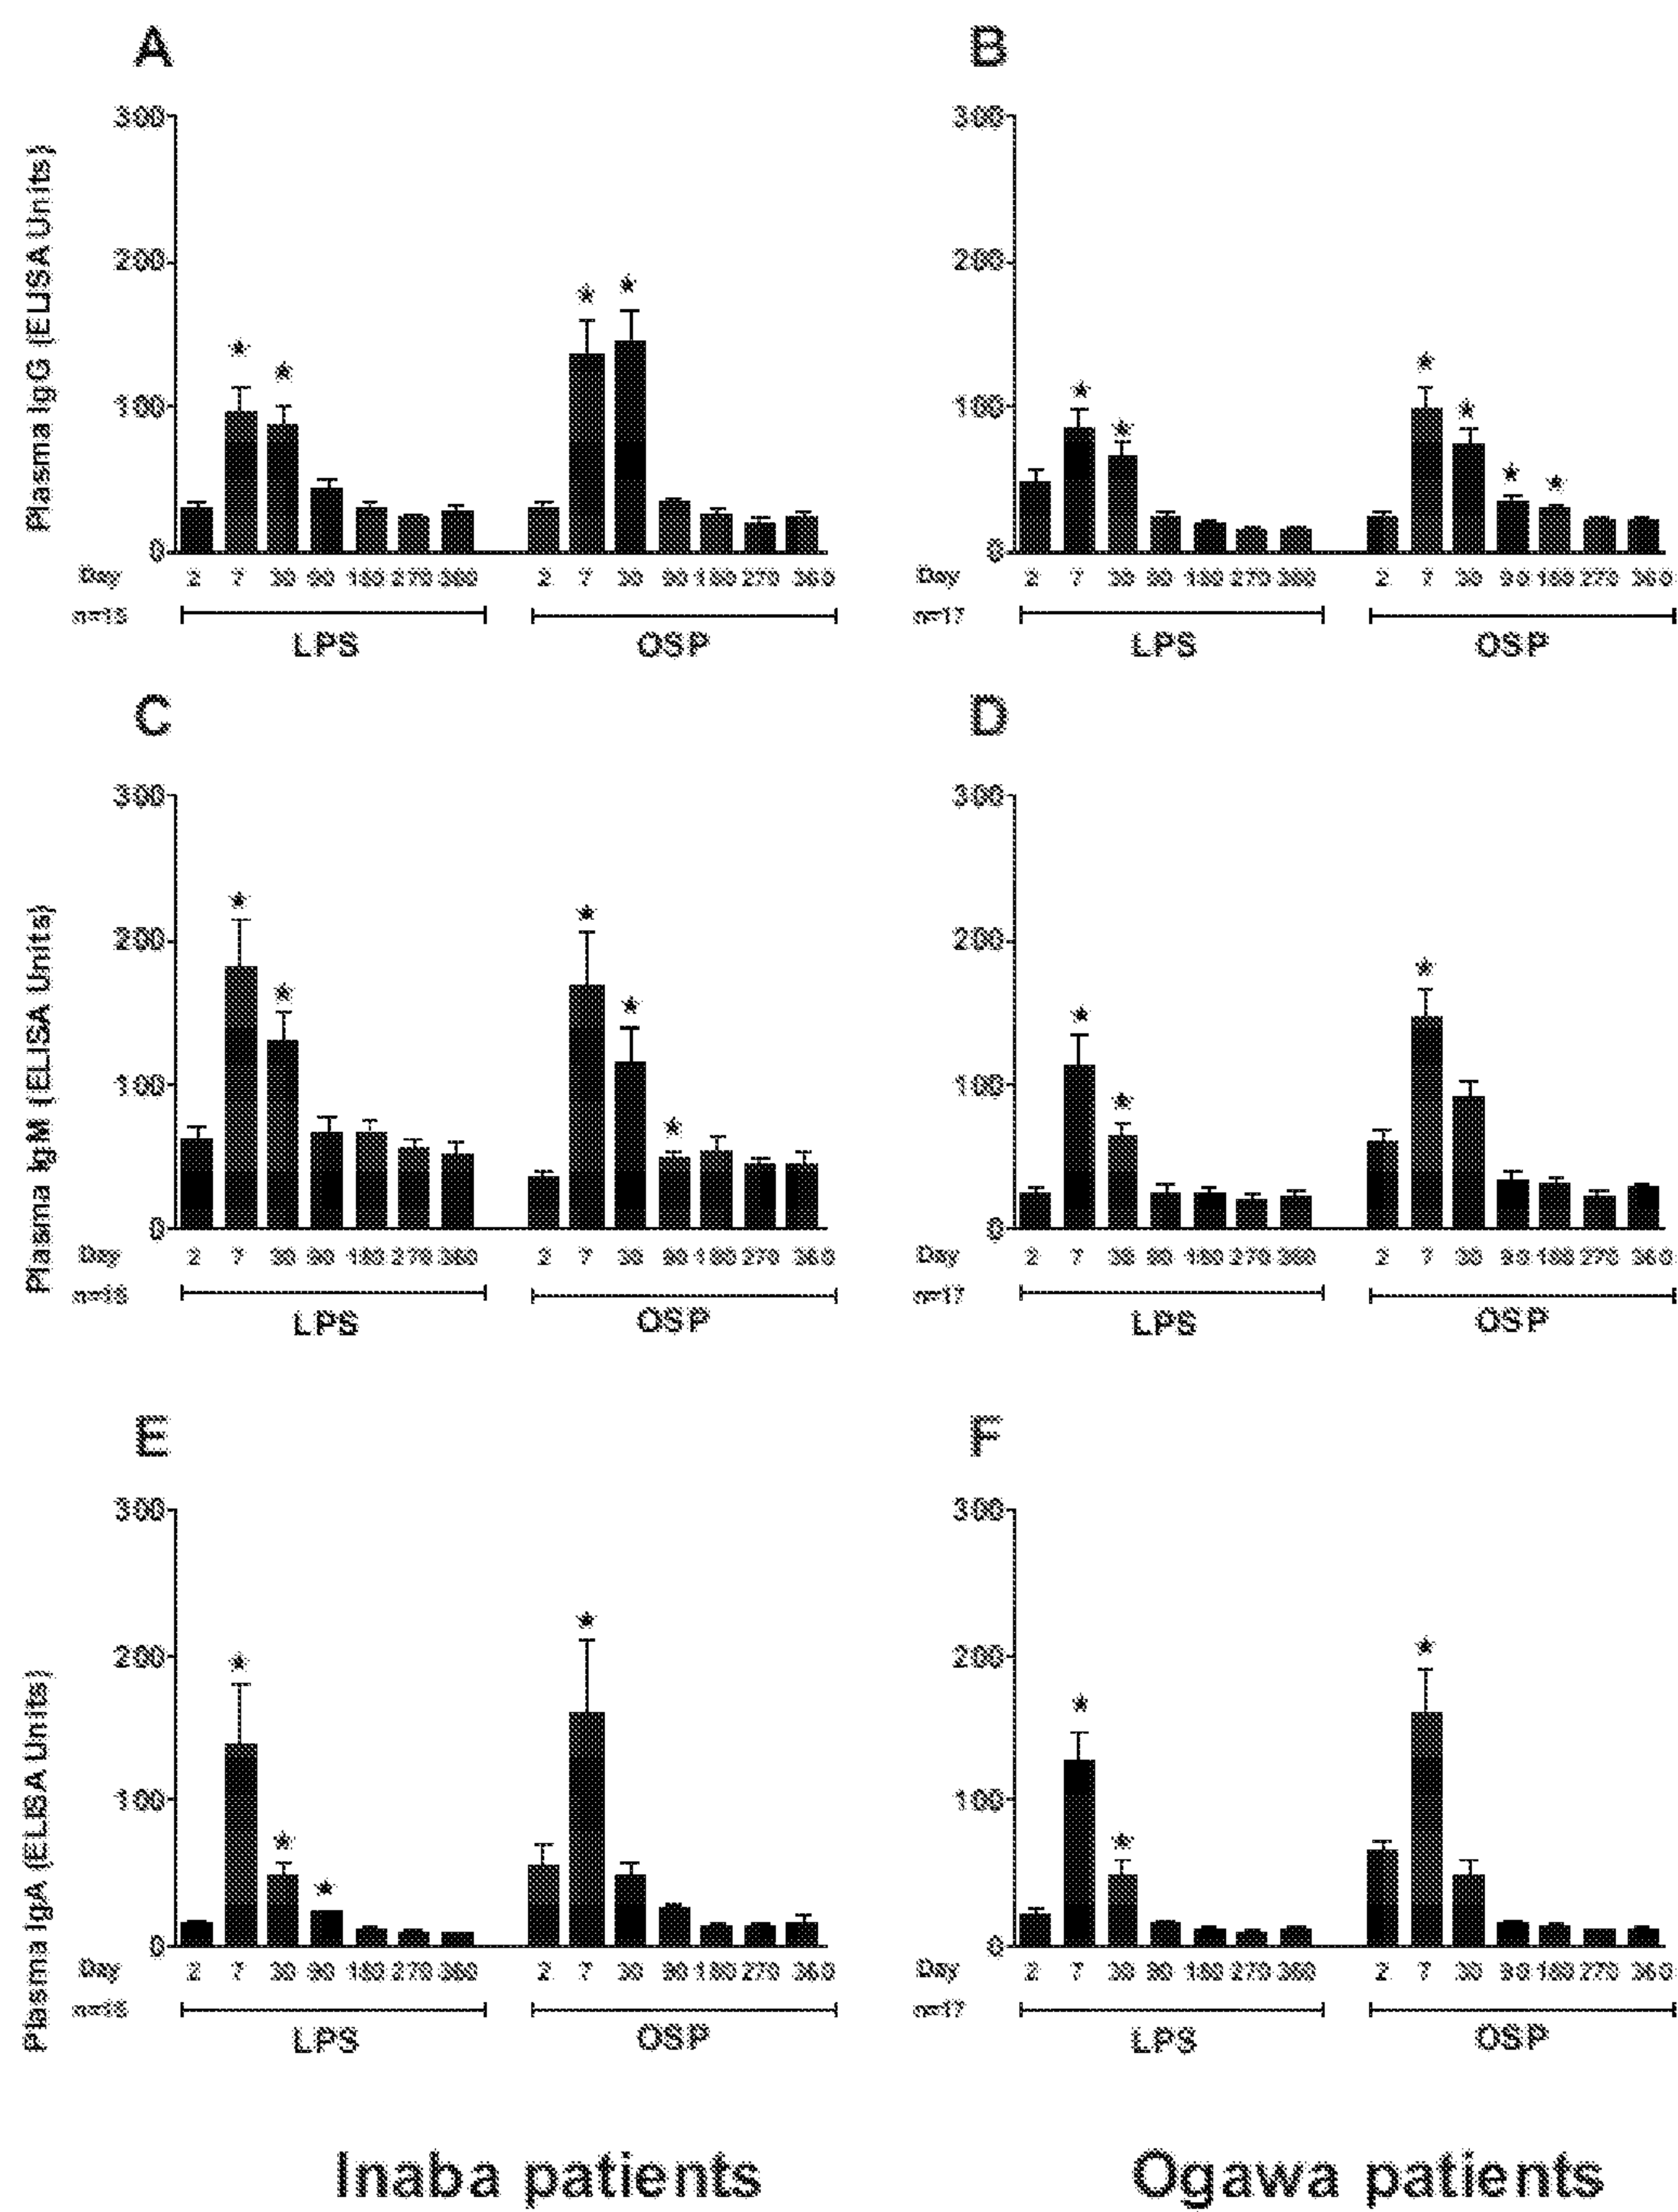 A
B
300
200
100
0
Plasma IgG (ELISA Units)
* * * *
Day 2 7 30 90 180 270 360 2 7 30 90 180 270 360
LPS OSP
300
200
100
0
* * * * * *
Day 2 7 30 90 180 270 360 2 7 30 90 180 270 360
n=17
LPS OSP
C
D
300
200
100
0
Plasma IgM (ELISA Units)
* * * * *
Day 2 7 30 90 180 270 360 2 7 30 90 180 270 360
LPS OSP
300
200
100
0
* * *
Day 2 7 30 90 180 270 360 2 7 30 90 180 270 360
n=17
LPS OSP
E
F
300
200
100
0
Plasma IgA (ELISA Units)
* * * *
Day 2 7 30 90 180 270 360 2 7 30 90 180 270 360
LPS OSP
300
200
100
0
* * *
Day 2 7 30 90 180 270 360 2 7 30 90 180 270 360
n=17
LPS OSP
Inaba patients
Ogawa patients